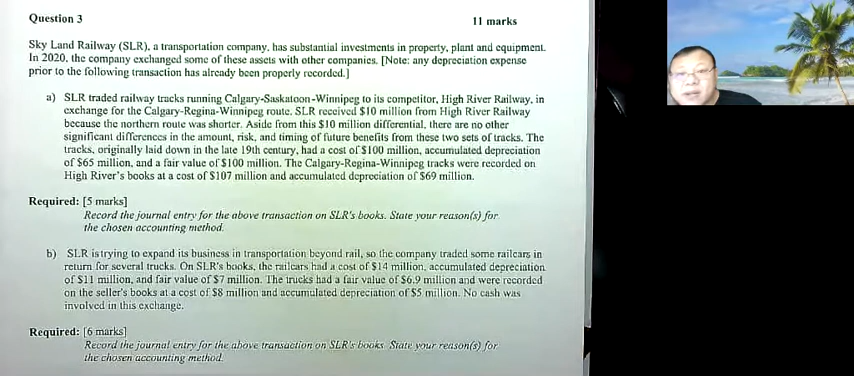 Question 3
11 marks
Sky Land Railway (SLR), a transportation company, has substantial investments in property, plant and equipment.
In 2020, the company exchanged some of these assets with other companies. [Note: any depreciation expense
prior to the following transaction has already been properly recorded.]
a) SLR traded railway tracks running Calgary-Saskatoon-Winnipeg to its competitor, High River Railway, in
exchange for the Calgary-Regina-Winnipeg route. SLR received $10 million from High River Railway
because the northern route was shorter. Aside from this $10 million differential, there are no other
significant differences in the amount, risk, and timing of future benefits from these two sets of tracks. The
tracks, originally laid down in the late 19th century, had a cost of $100 million, accumulated depreciation
of $65 million, and a fair value of $100 million. The Calgary-Regina-Winnipeg tracks were recorded on
High River's books at a cost of $107 million and accumulated depreciation of $69 million.
Required: [5 marks]
Record the journal entry for the above transaction on SLR's books. State your reason(s) for
the chosen accounting method.
b) SLR is trying to expand its business in transportation beyond rail, so the company traded some railcars in
return for several trucks. On SLR's books, the railcars had a cost of $14 million, accumulated depreciation
of $11 million, and fair value of $7 million. The trucks had a fair value of $6.9 million and were recorded
on the seller's books at a cost of $8 million and accumulated depreciation of $5 million. No cash was
involved in this exchange.
Required: [6 marks]
Record the journal entry for the above transaction on SLR's books. State your reason(s) for
the chosen accounting method.